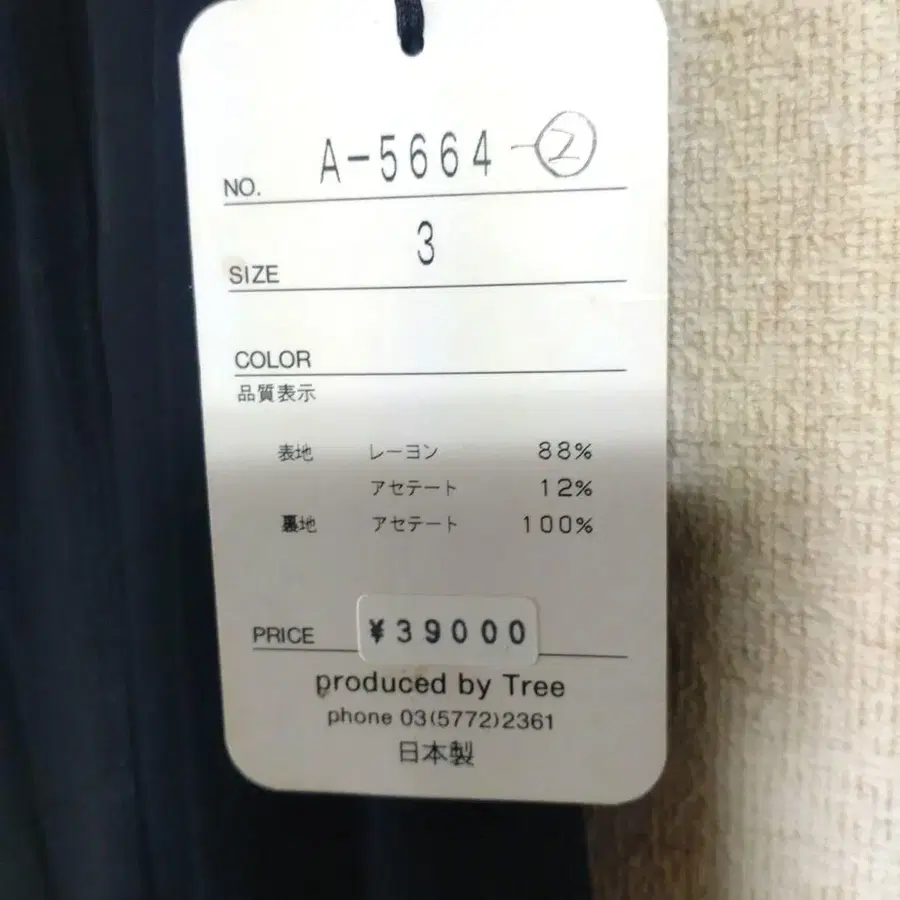 NO. A-5664-②
SIZE 3
COLOR
品質表示
表地 レーヨン 88%
アセテート 12%
裏地 アセテート 100%
PRICE ¥39000
produced by Tree
phone 03(5772)2361
日本製